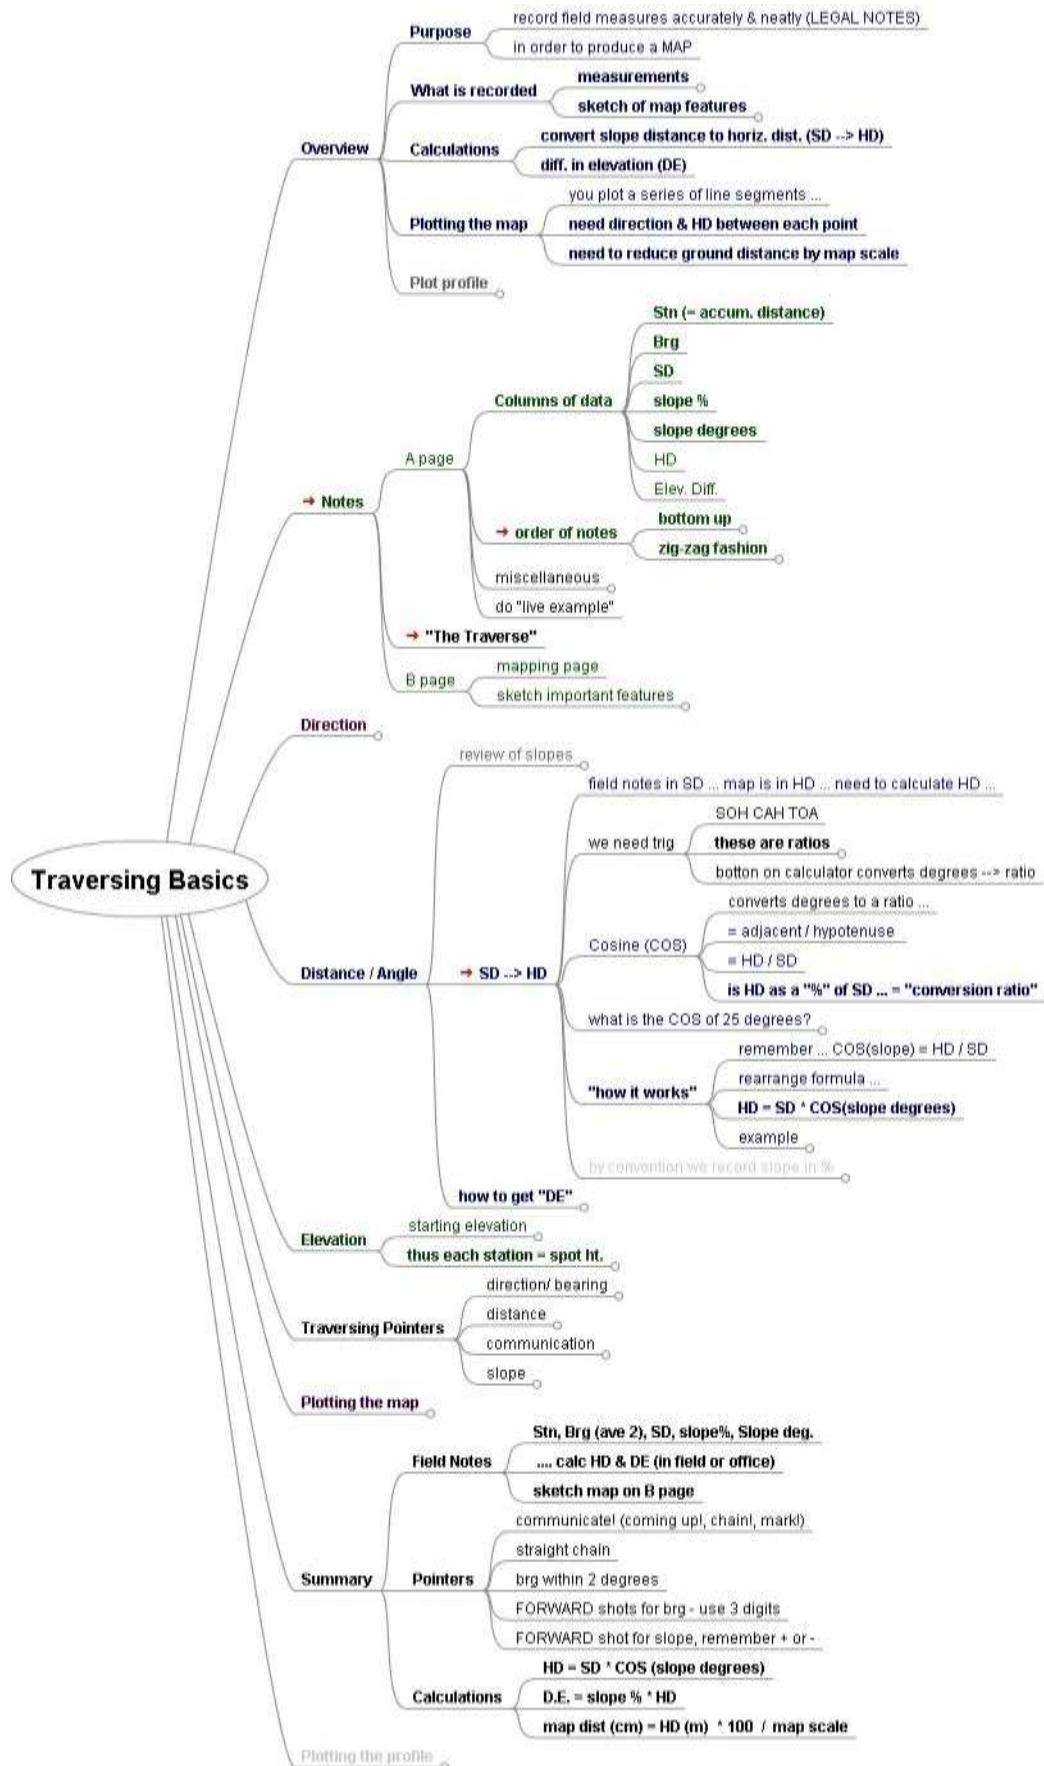 Traversing Basics
Overview
Purpose
record field measures accurately & neatly (LEGAL NOTES)
in order to produce a MAP
What is recorded
measurements
sketch of map features
Calculations
convert slope distance to horiz. dist. (SD --> HD)
diff. in elevation (DE)
Plotting the map
you plot a series of line segments ...
need direction & HD between each point
need to reduce ground distance by map scale
Plot profile
→ Notes
A page
Columns of data
Stn (= accum. distance)
Brg
SD
slope %
slope degrees
HD
Elev. Diff.
→ order of notes
bottom up
zig-zag fashion
miscellaneous
do "live example"
→ "The Traverse"
B page
mapping page
sketch important features
Direction
Distance / Angle
review of slopes
→ SD --> HD
field notes in SD ... map is in HD ... need to calculate HD ...
we need trig
SOH CAH TOA
these are ratios
botton on calculator converts degrees --> ratio
Cosine (COS)
converts degrees to a ratio ...
= adjacent / hypotenuse
= HD / SD
is HD as a "%" of SD ... = "conversion ratio"
what is the COS of 25 degrees?
"how it works"
remember ... COS(slope) = HD / SD
rearrange formula ...
HD = SD * COS(slope degrees)
example
by convention we record slope in %
how to get "DE"
Elevation
starting elevation
thus each station = spot ht.
Traversing Pointers
direction/ bearing
distance
communication
slope
Plotting the map
Summary
Field Notes
Stn, Brg (ave 2), SD, slope%, Slope deg.
.... calc HD & DE (in field or office)
sketch map on B page
Pointers
communicate! (coming up!, chain!, mark!)
straight chain
brg within 2 degrees
FORWARD shots for brg - use 3 digits
FORWARD shot for slope, remember + or -
Calculations
HD = SD * COS (slope degrees)
D.E. = slope % * HD
map dist (cm) = HD (m) * 100 / map scale
Plotting the profile